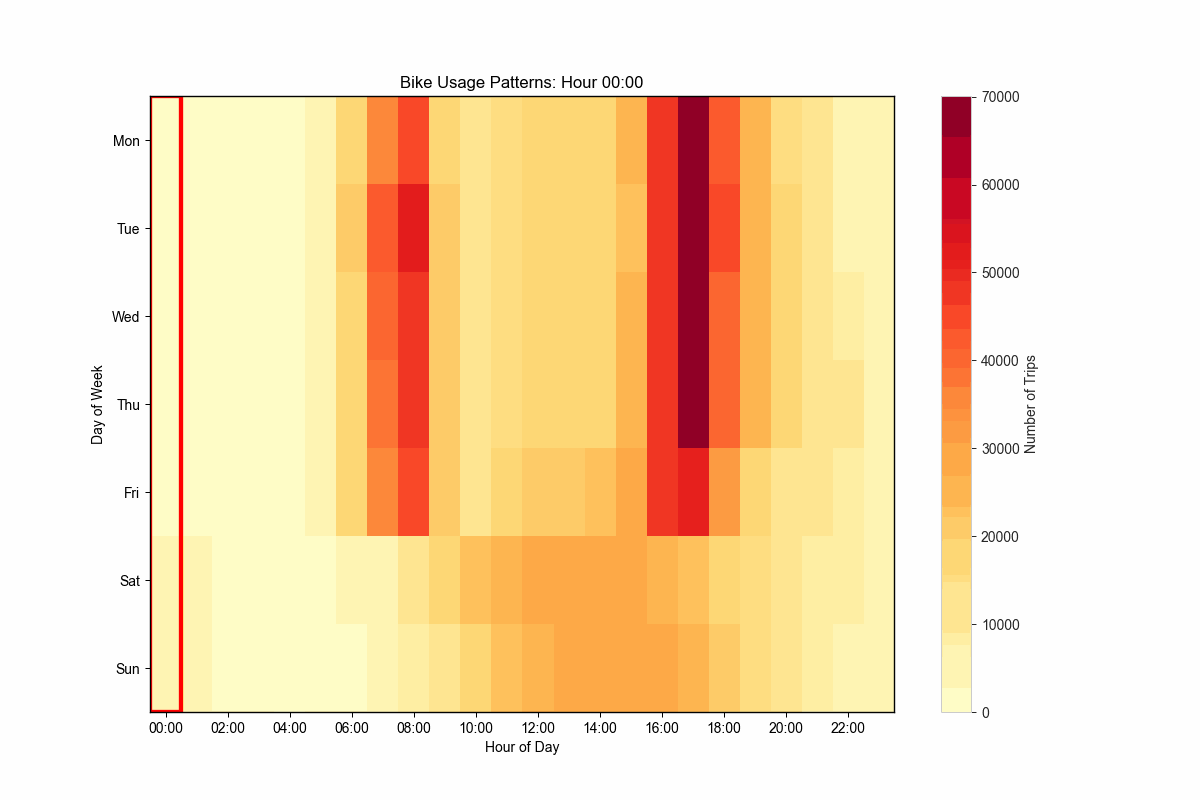 Bike Usage Patterns: Hour 00:00
Day of Week
Mon
Tue
Wed
Thu
Fri
Sat
Sun
00:00 02:00 04:00 06:00 08:00 10:00 12:00 14:00 16:00 18:00 20:00 22:00
Hour of Day
70000
60000
50000
40000
30000
20000
10000
0
Number of Trips